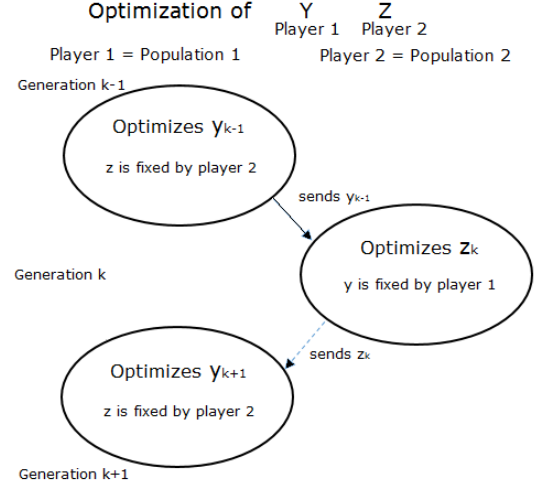 Optimization of Y Z
Player 1 Player 2
Player 1 = Population 1 Player 2 = Population 2
Generation k-1
Optimizes yk-1
z is fixed by player 2
sends yk-1
Optimizes zk
Generation k
y is fixed by player 1
sends zk
Optimizes yk+1
z is fixed by player 2
Generation k+1